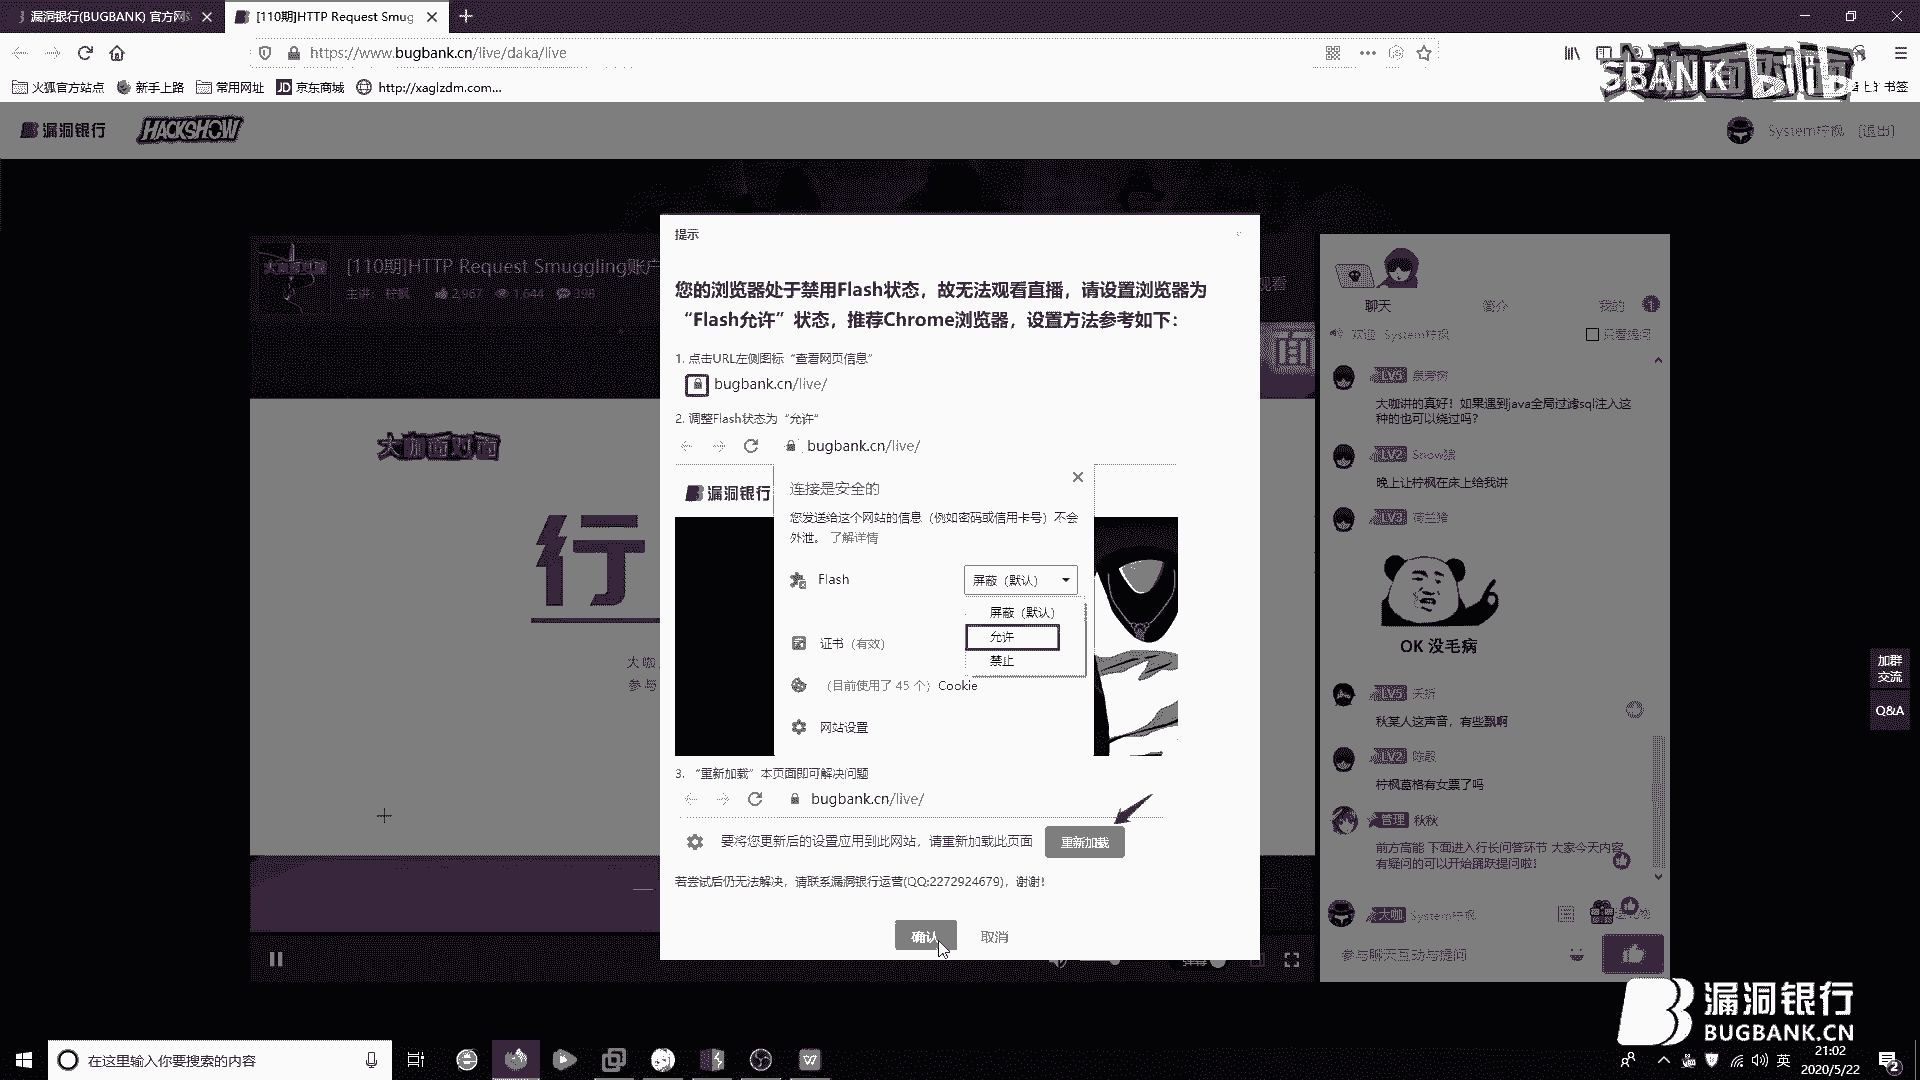 漏洞银行(BUGBANK) 官方网
[110期]HTTP Request Smug
https://www.bugbank.cn/live/daka/live
火狐官方站点
新手上路
常用网址
JD 京东商城
http://xaglzdm.com...
漏洞银行
HACKSHOW
System柠枫
[退出]
[110期]HTTP Request Smuggling账户
主讲: 柠枫
2,967
1,644
398
大咖面对面
行
大咖
参与
提示
您的浏览器处于禁用Flash状态，故无法观看直播，请设置浏览器为
“Flash允许”状态，推荐Chrome浏览器，设置方法参考如下：
1. 点击URL左侧图标“查看网页信息”
bugbank.cn/live/
2. 调整Flash状态为“允许”
bugbank.cn/live/
漏洞银行
连接是安全的
您发送给这个网站的信息（例如密码或信用卡号）不会
外泄。 了解详情
Flash
屏蔽（默认）
屏蔽（默认）
允许
禁止
证书（有效）
（目前使用了 45 个）Cookie
网站设置
3. “重新加载”本页面即可解决问题
bugbank.cn/live/
要将您更新后的设置应用到此网站，请重新加载此页面
重新加载
若尝试后仍无法解决，请联系漏洞银行运营(QQ:2272924679)，谢谢！
确认
取消
聊天
简介
我的
1
欢迎 System柠枫
只看提问
LV5
大咖讲的真好！如果遇到java全局过滤sql注入这
种的也可以绕过吗？
LV2 Snow猿
晚上让柠枫在床上给我讲
LV3 荷兰猪
OK 没毛病
LV5 夭折
秋某人这声音，有些飘啊
LV2
柠枫葛格有女票了吗
管理 秋秋
前方高能 下面进入行长问答环节 大家今天内容
有疑问的可以开始踊跃提问啦！
大咖 System柠枫
参与聊天互动与提问
加群
交流
Q&A
漏洞银行
BUGBANK.CN
在这里输入你要搜索的内容
英
21:02
2020/5/22
2